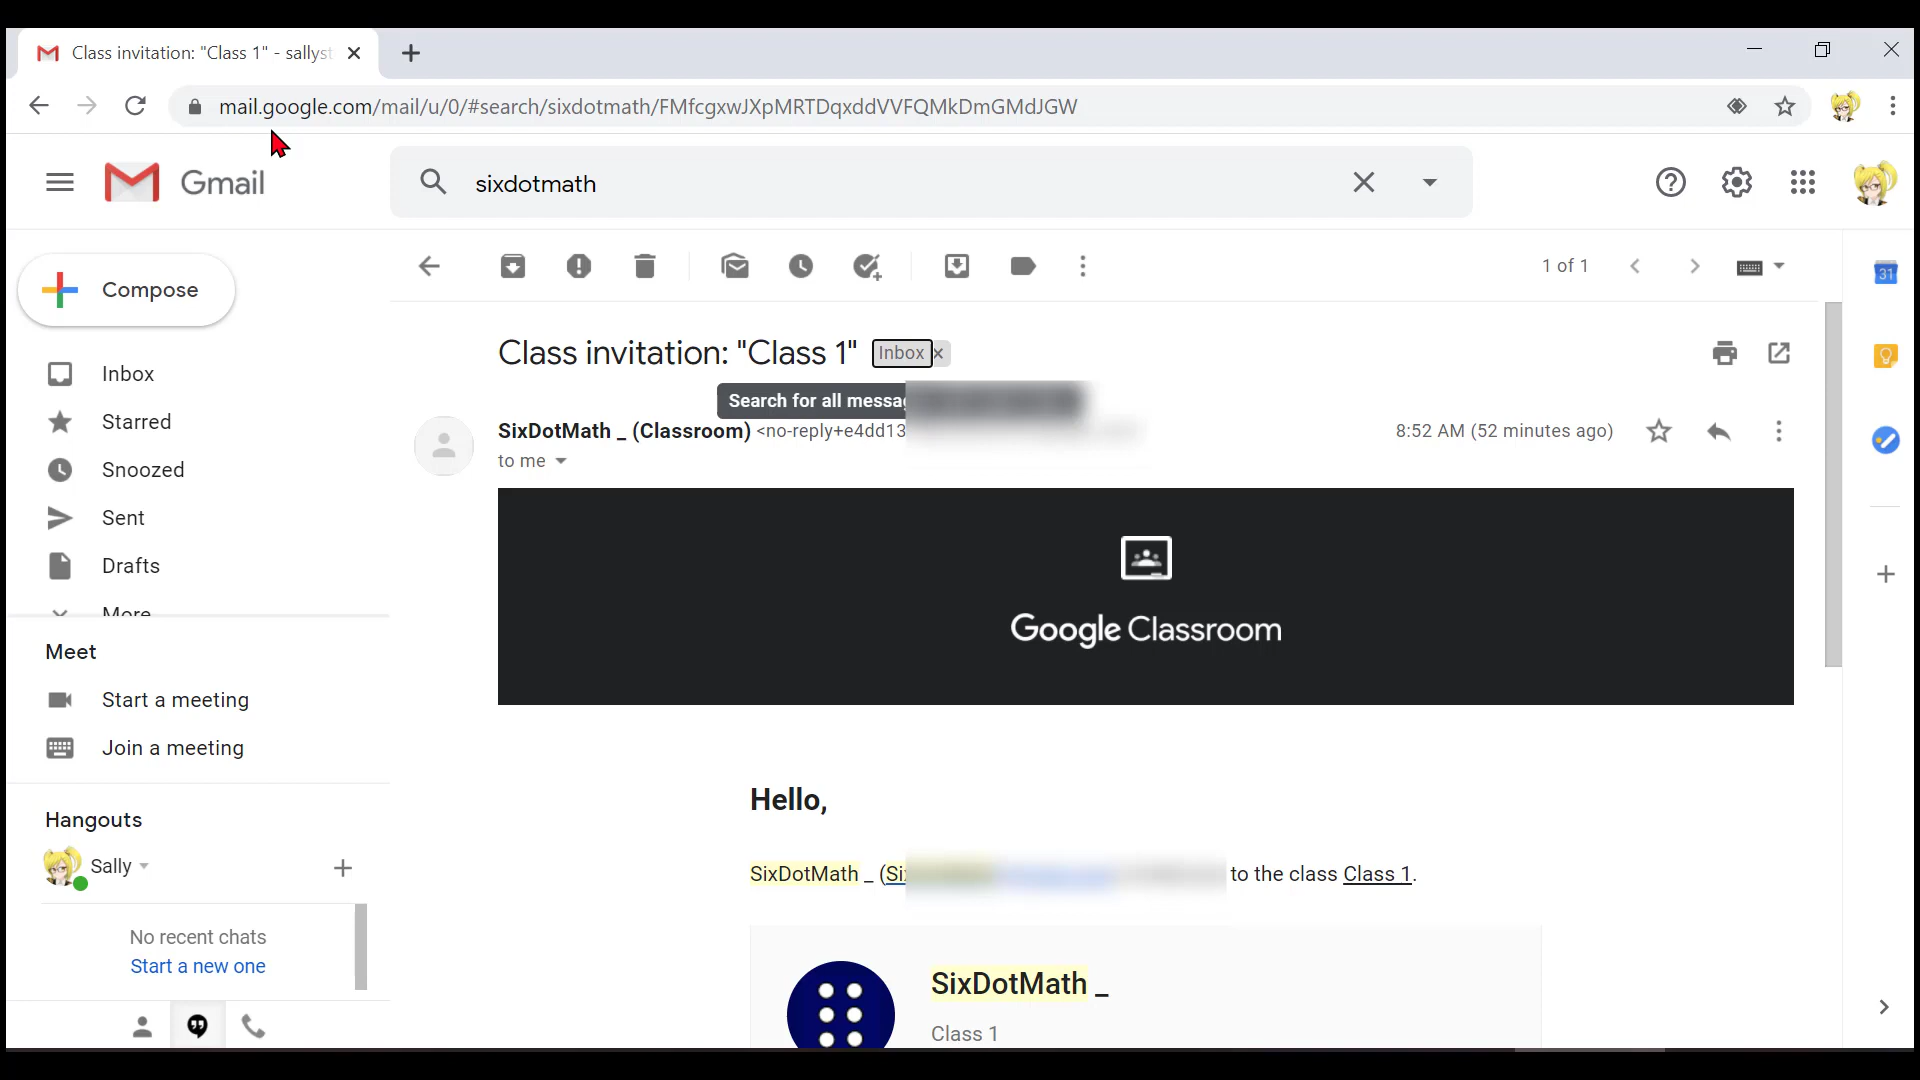 Class invitation: "Class 1" - sallyst
mail.google.com/mail/u/0/#search/sixdotmath/FMfcgxwJXpMRTDqxddVVFQMkDmGMdJGW
Gmail
sixdotmath
Compose
1 of 1
31
Inbox
Starred
Snoozed
Sent
Drafts
More
Meet
Start a meeting
Join a meeting
Hangouts
Sally
No recent chats
Start a new one
Class invitation: "Class 1" Inbox x
Search for all messag
SixDotMath _ (Classroom) <no-reply+e4dd13
8:52 AM (52 minutes ago)
to me
Google Classroom
Hello,
SixDotMath _ (Si to the class Class 1.
SixDotMath _
Class 1